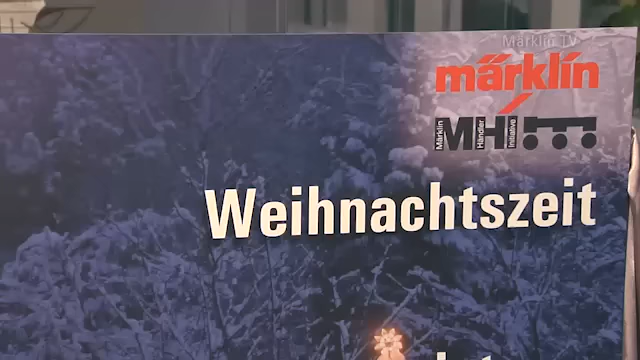 Märklin TV
märklin
Märklin MHI Händler Initiative
Weihnachtszeit